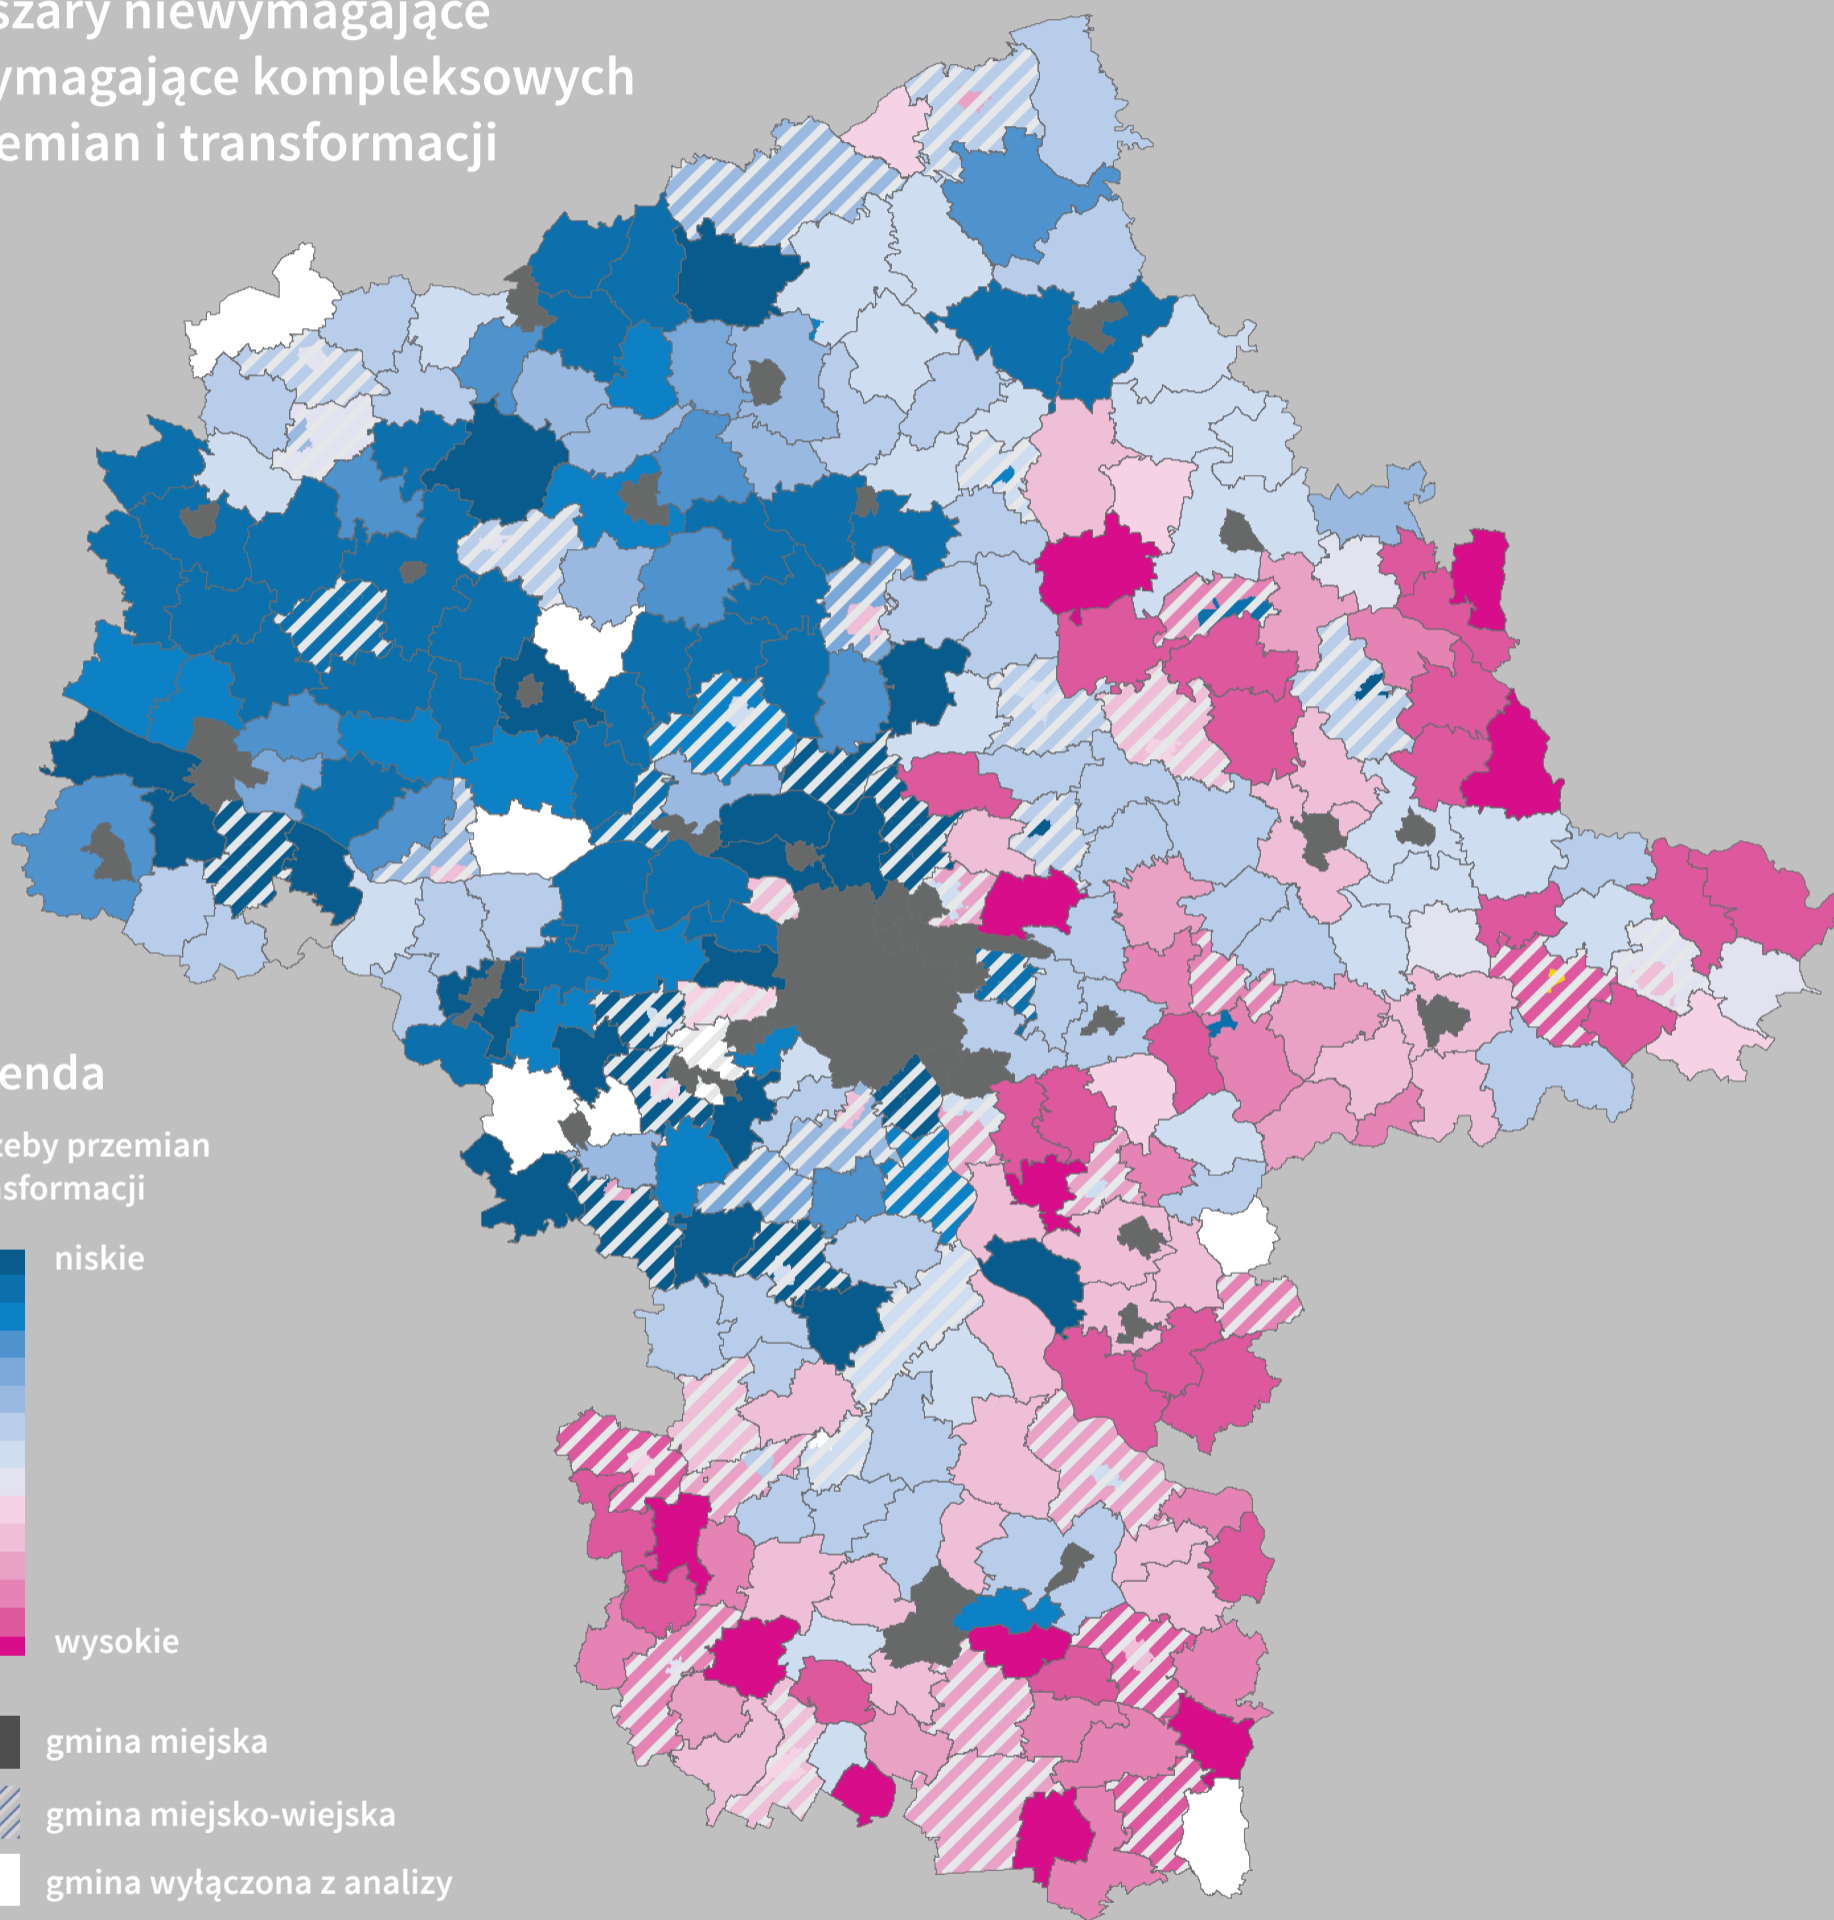 szary niewymagające
ymagające kompleksowych
emian i transformacji
enda
zeby przemian
nsformacji
niskie
wysokie
gmina miejska
gmina miejsko-wiejska
gmina wyłączona z analizy